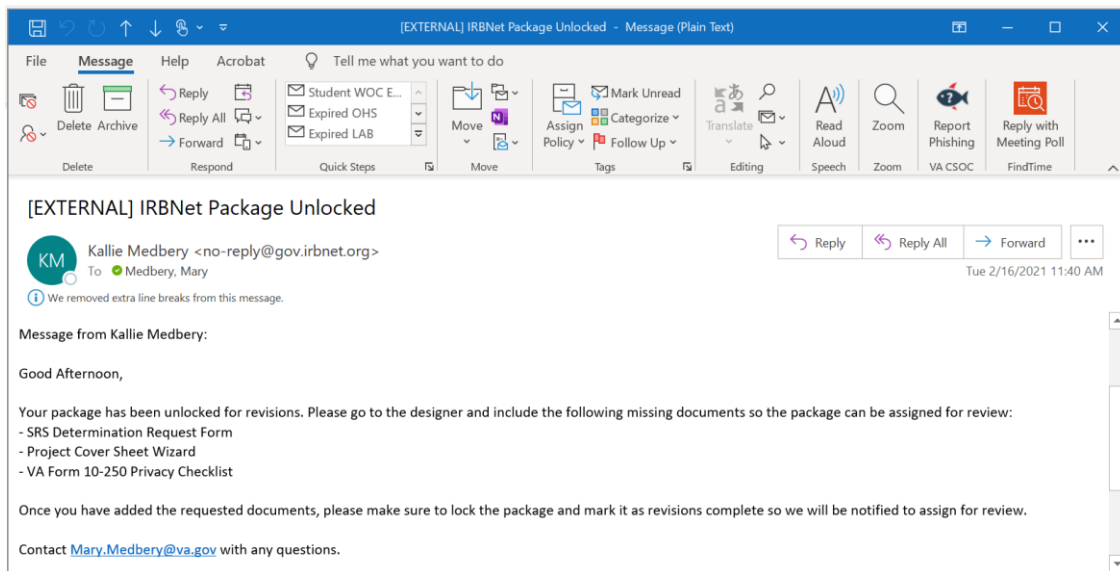 [EXTERNAL] IRBNet Package Unlocked - Message (Plain Text)
File Message Help Acrobat Tell me what you want to do
Delete Archive
Delete
Reply
Reply All
Forward
Respond
Student WOC E...
Expired OHS
Expired LAB
Quick Steps
Move
Move
Assign
Policy
Mark Unread
Categorize
Follow Up
Tags
Translate
Editing
Read
Aloud
Speech
Zoom
Zoom
Report
Phishing
VA CSOC
Reply with
Meeting Poll
FindTime
[EXTERNAL] IRBNet Package Unlocked
KM
Kallie Medbery <no-reply@gov.irbnet.org>
To Medbery, Mary
Reply Reply All Forward
Tue 2/16/2021 11:40 AM
We removed extra line breaks from this message.
Message from Kallie Medbery:
Good Afternoon,
Your package has been unlocked for revisions. Please go to the designer and include the following missing documents so the package can be assigned for review:
- SRS Determination Request Form
- Project Cover Sheet Wizard
- VA Form 10-250 Privacy Checklist
Once you have added the requested documents, please make sure to lock the package and mark it as revisions complete so we will be notified to assign for review.
Contact Mary.Medbery@va.gov with any questions.